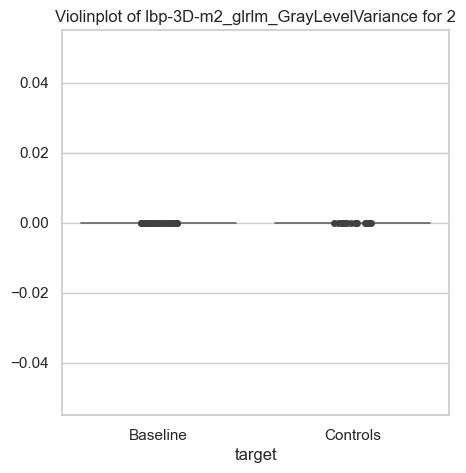 Violinplot of lbp-3D-m2_glrlm_GrayLevelVariance for 2
0.04
0.02
0.00
−0.02
−0.04
Baseline
Controls
target